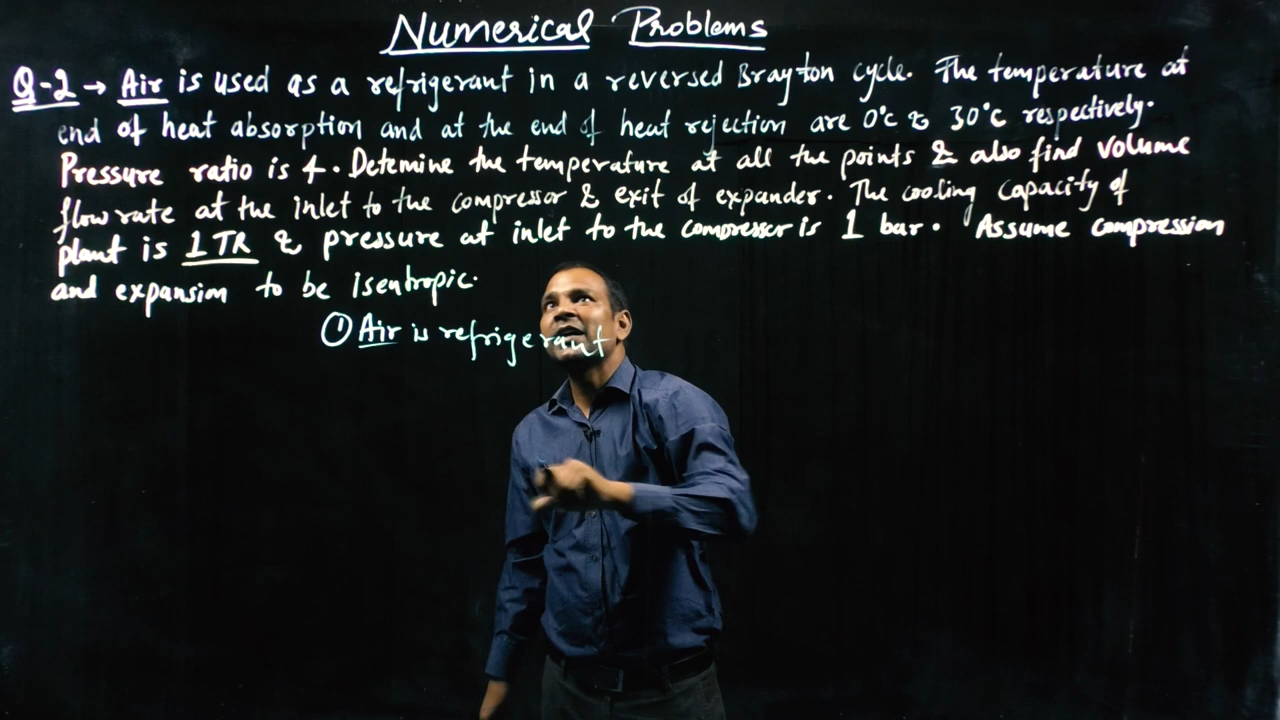 Numerical Problems
Q-2 → Air is used as a refrigerant in a reversed Brayton cycle. The temperature at
end of heat absorption and at the end of heat rejection are 0°c & 30°c respectively.
Pressure ratio is 4. Detemine the temperature at all the points & also find volume
flow rate at the inlet to the compressor & exit of expander. The cooling capacity of
plant is 1 TR & pressure at inlet to the compressor is 1 bar. Assume compression
and expansion to be isentropic.
① Air is refrigerant